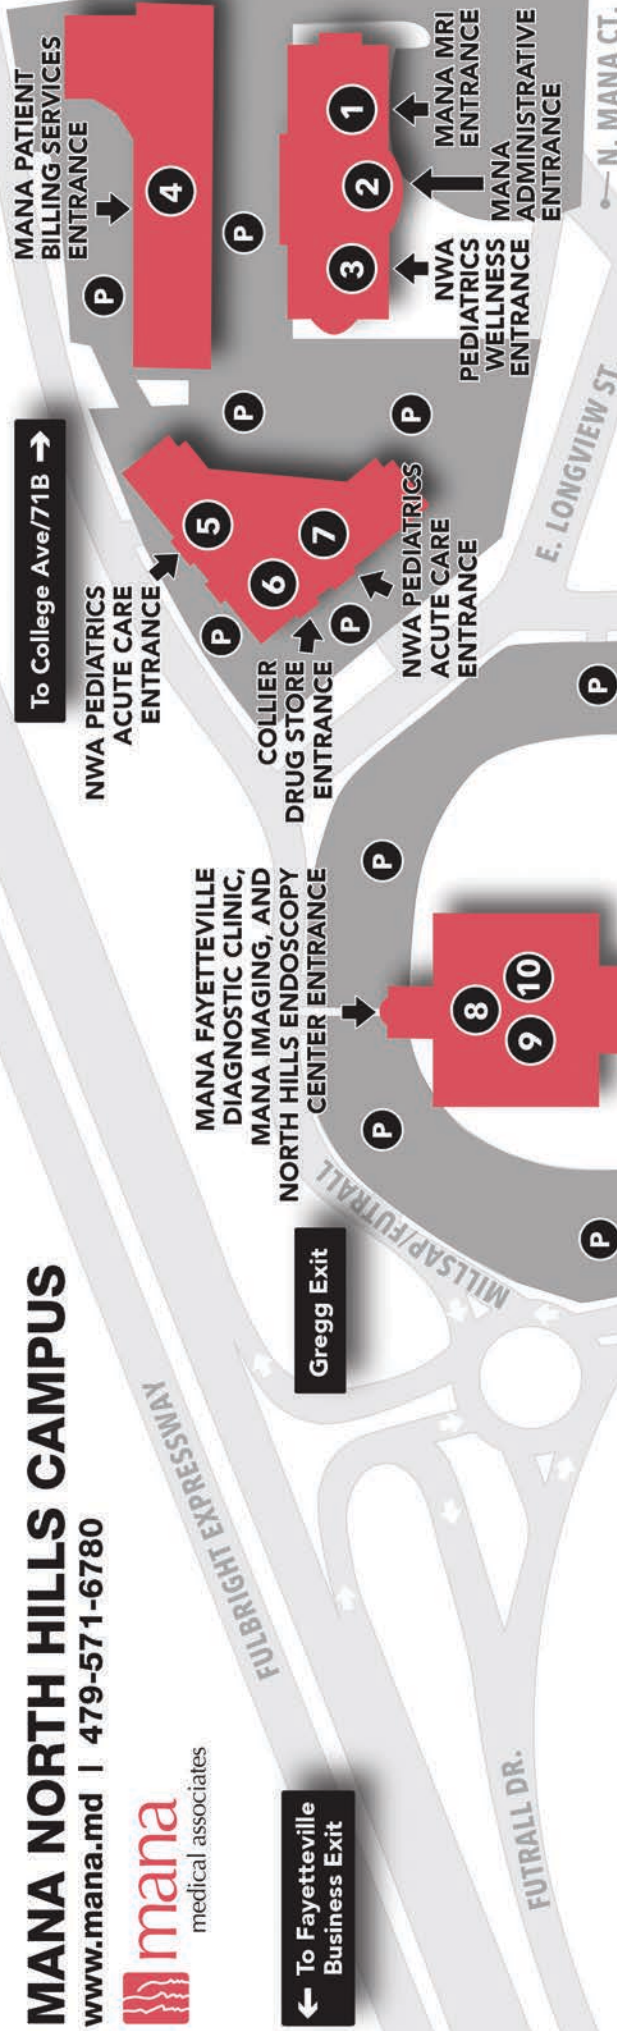 MANA NORTH HILLS CAMPUS
www.mana.md | 479-571-6780
mana
medical associates
← To Fayetteville
Business Exit
FULBRIGHT EXPRESSWAY
FUTRALL DR.
Gregg Exit
MILLSAP/FUTRALL
MANA FAYETTEVILLE
DIAGNOSTIC CLINIC,
MANA IMAGING, AND
NORTH HILLS ENDOSCOPY
CENTER ENTRANCE
P
P
P
P
8
9
10
To College Ave/71B →
NWA PEDIATRICS
ACUTE CARE
ENTRANCE
COLLIER
DRUG STORE
ENTRANCE
NWA PEDIATRICS
ACUTE CARE
ENTRANCE
P
P
5
6
7
P
P
E. LONGVIEW ST
MANA PATIENT
BILLING SERVICES
ENTRANCE
P
4
P
3
2
1
NWA
PEDIATRICS
WELLNESS
ENTRANCE
MANA
ADMINISTRATIVE
ENTRANCE
MANA MRI
ENTRANCE
N. MANA CT.